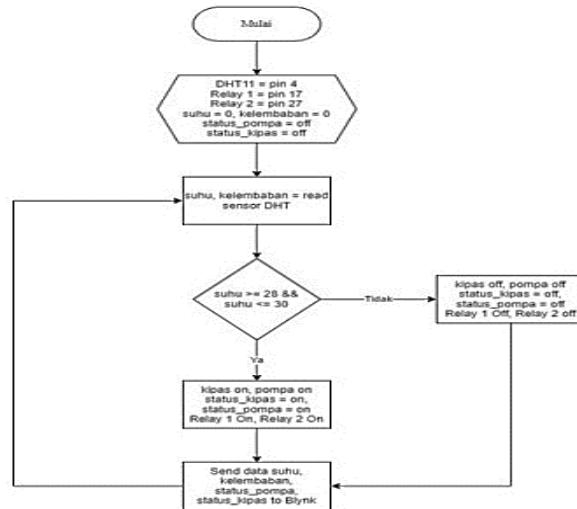 Mulai
DHT11 = pin 4
Relay 1 = pin 17
Relay 2 = pin 27
suhu = 0, kelembaban = 0
status_pompa = off
status_kipas = off
suhu, kelembaban = read
sensor DHT
suhu >= 28 &&
suhu <= 30
Tidak
kipas off, pompa off
status_kipas = off,
status_pompa = off
Relay 1 Off, Relay 2 off
Ya
kipas on, pompa on
status_kipas = on,
status_pompa = on
Relay 1 On, Relay 2 On
Send data suhu,
kelembaban,
status_pompa,
status_kipas to Blynk